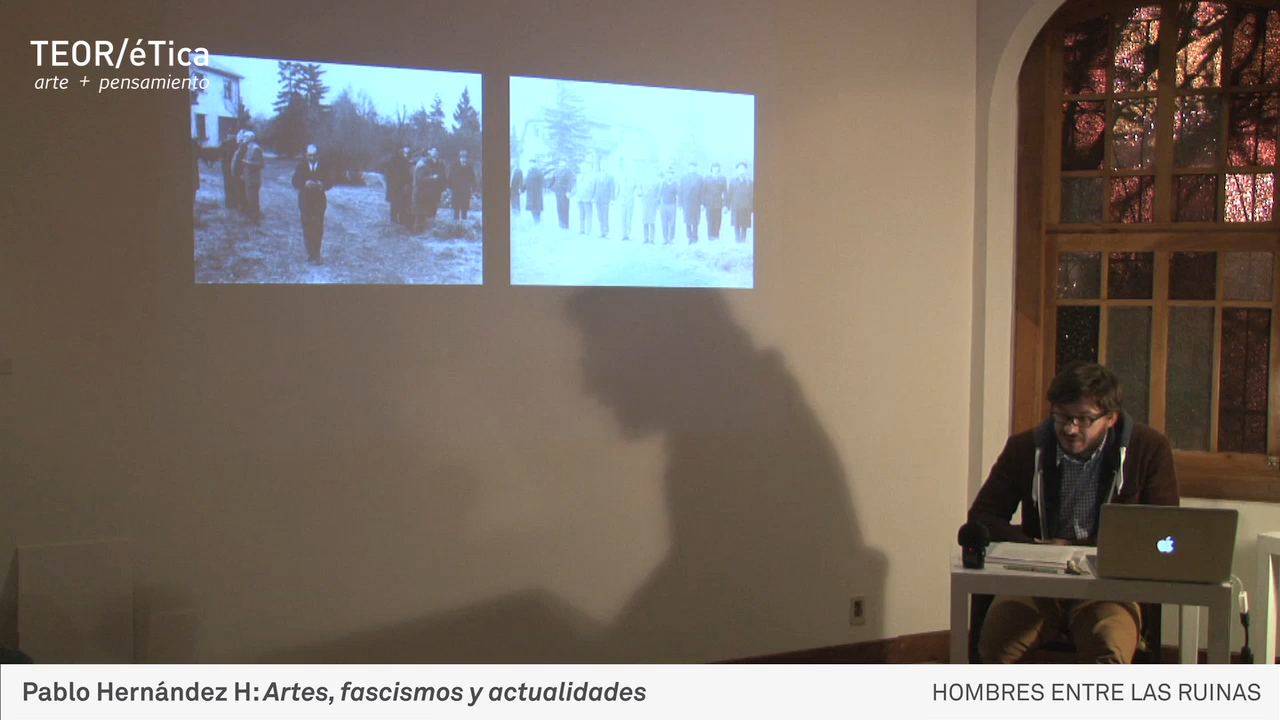 TEOR/éTica
arte + pensamiento
Pablo Hernández H: Artes, fascismos y actualidades
HOMBRES ENTRE LAS RUINAS